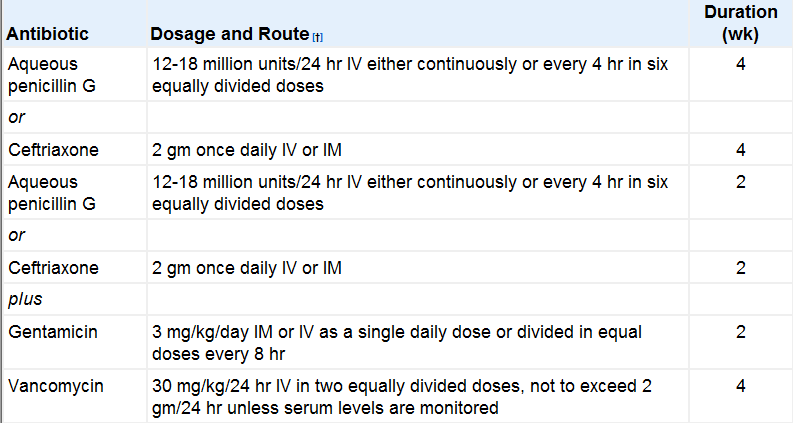 Duration
Antibiotic Dosage and Route [†] (wk)
Aqueous 12-18 million units/24 hr IV either continuously or every 4 hr in six 4
penicillin G equally divided doses
or
Ceftriaxone 2 gm once daily IV or IM 4
Aqueous 12-18 million units/24 hr IV either continuously or every 4 hr in six 2
penicillin G equally divided doses
or
Ceftriaxone 2 gm once daily IV or IM 2
plus
Gentamicin 3 mg/kg/day IM or IV as a single daily dose or divided in equal 2
doses every 8 hr
Vancomycin 30 mg/kg/24 hr IV in two equally divided doses, not to exceed 2 4
gm/24 hr unless serum levels are monitored